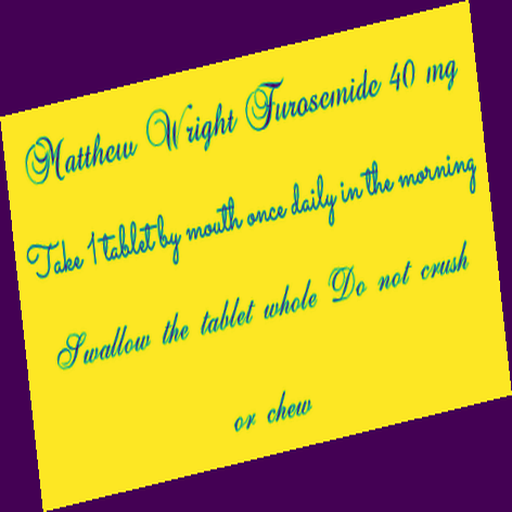 Matthew Wright Furosemide 40 mg
Take 1 tablet by mouth once daily in the morning
Swallow the tablet whole Do not crush
or chew